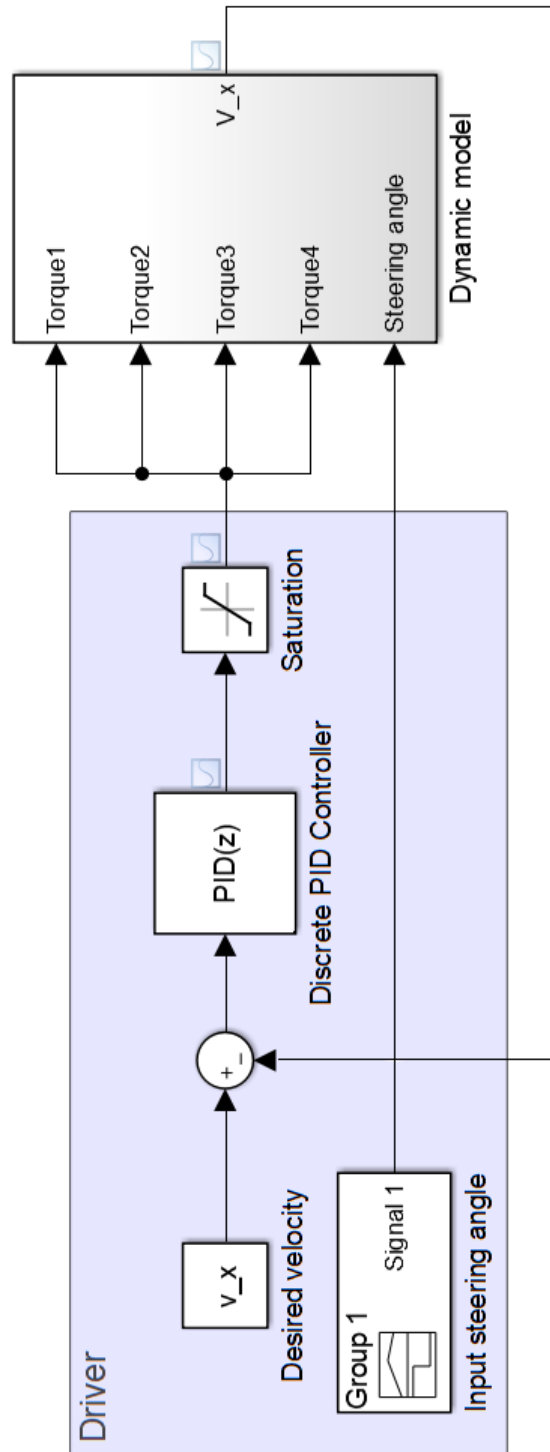 Driver
v_x
Desired velocity
+
−
PID(z)
Discrete PID Controller
Saturation
Group 1
Signal 1
Input steering angle
Torque1
Torque2
Torque3
Torque4
Steering angle
V_x
Dynamic model